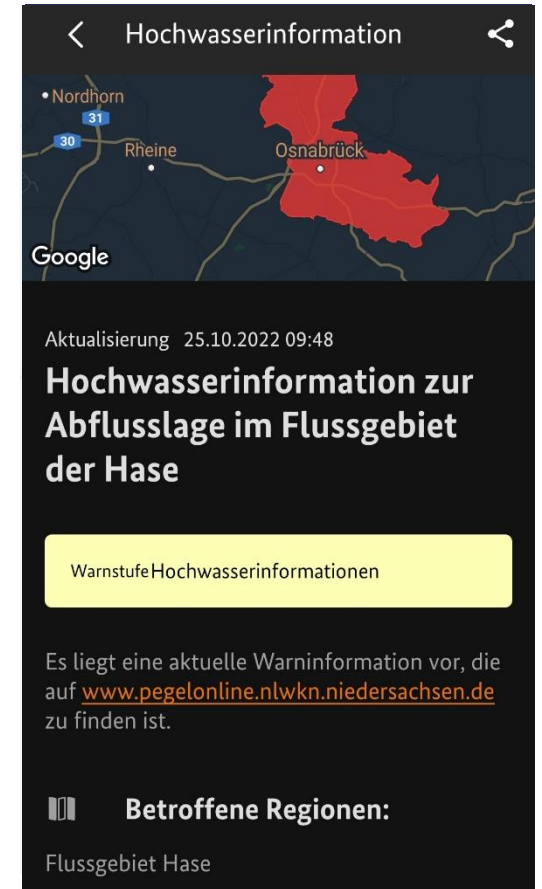 Hochwasserinformation
Nordhorn
31
30
Rheine
Osnabrück
Google
Aktualisierung 25.10.2022 09:48
Hochwasserinformation zur
Abflusslage im Flussgebiet
der Hase
Warnstufe Hochwasserinformationen
Es liegt eine aktuelle Warninformation vor, die
auf www.pegelonline.nlwkn.niedersachsen.de
zu finden ist.
Betroffene Regionen:
Flussgebiet Hase